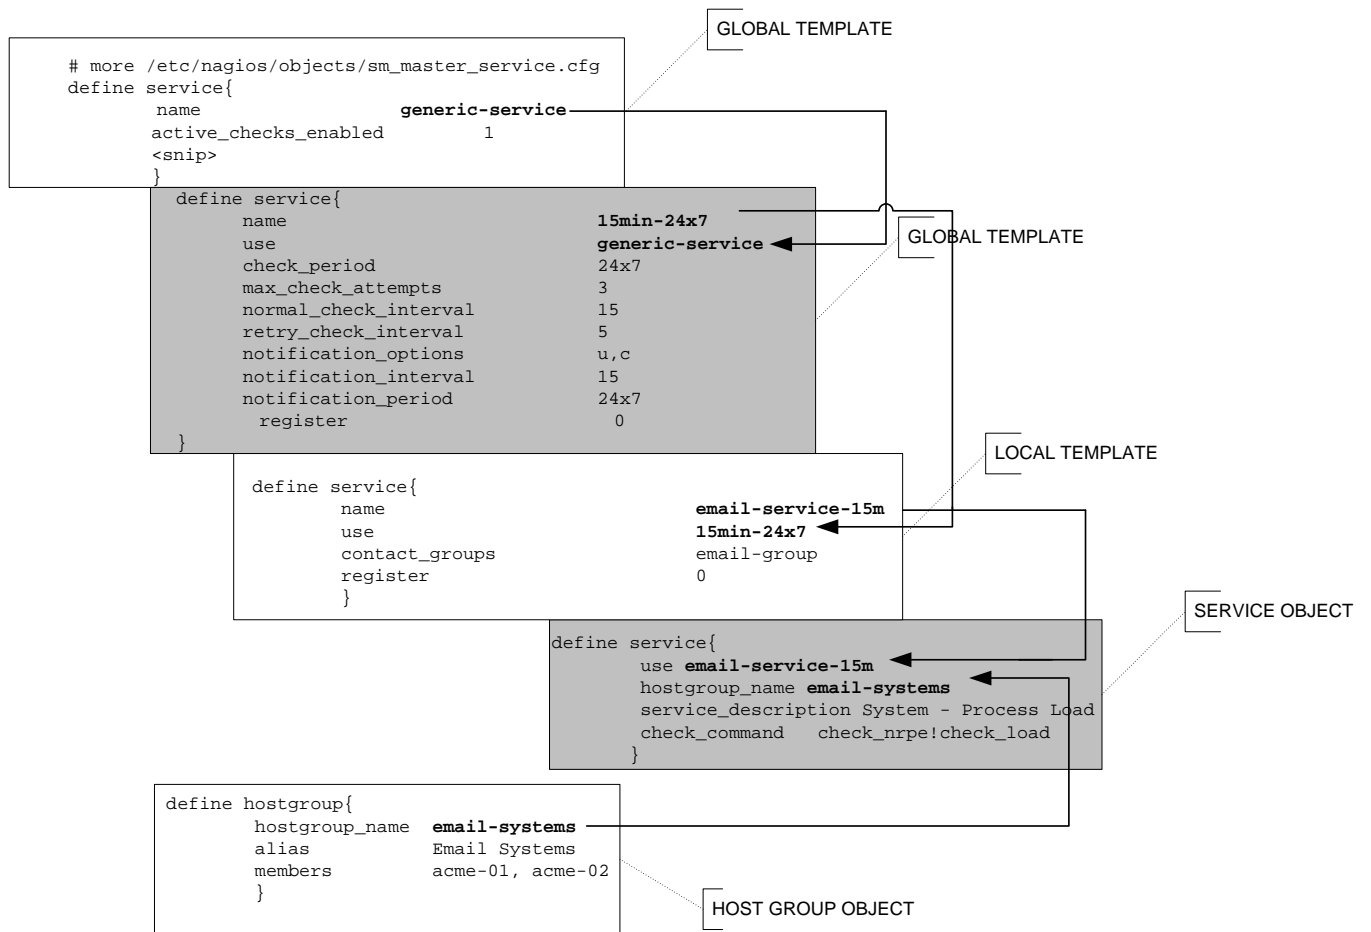 GLOBAL TEMPLATE
# more /etc/nagios/objects/sm_master_service.cfg
define service{
name generic-service
active_checks_enabled 1
<snip>
}
define service{
name 15min-24x7
use generic-service
GLOBAL TEMPLATE
check_period 24x7
max_check_attempts 3
normal_check_interval 15
retry_check_interval 5
notification_options u,c
notification_interval 15
notification_period 24x7
register 0
}
LOCAL TEMPLATE
define service{
name email-service-15m
use 15min-24x7
contact_groups email-group
register 0
}
SERVICE OBJECT
define service{
use email-service-15m
hostgroup_name email-systems
service_description System - Process Load
check_command check_nrpe!check_load
}
define hostgroup{
hostgroup_name email-systems
alias Email Systems
members acme-01, acme-02
}
HOST GROUP OBJECT